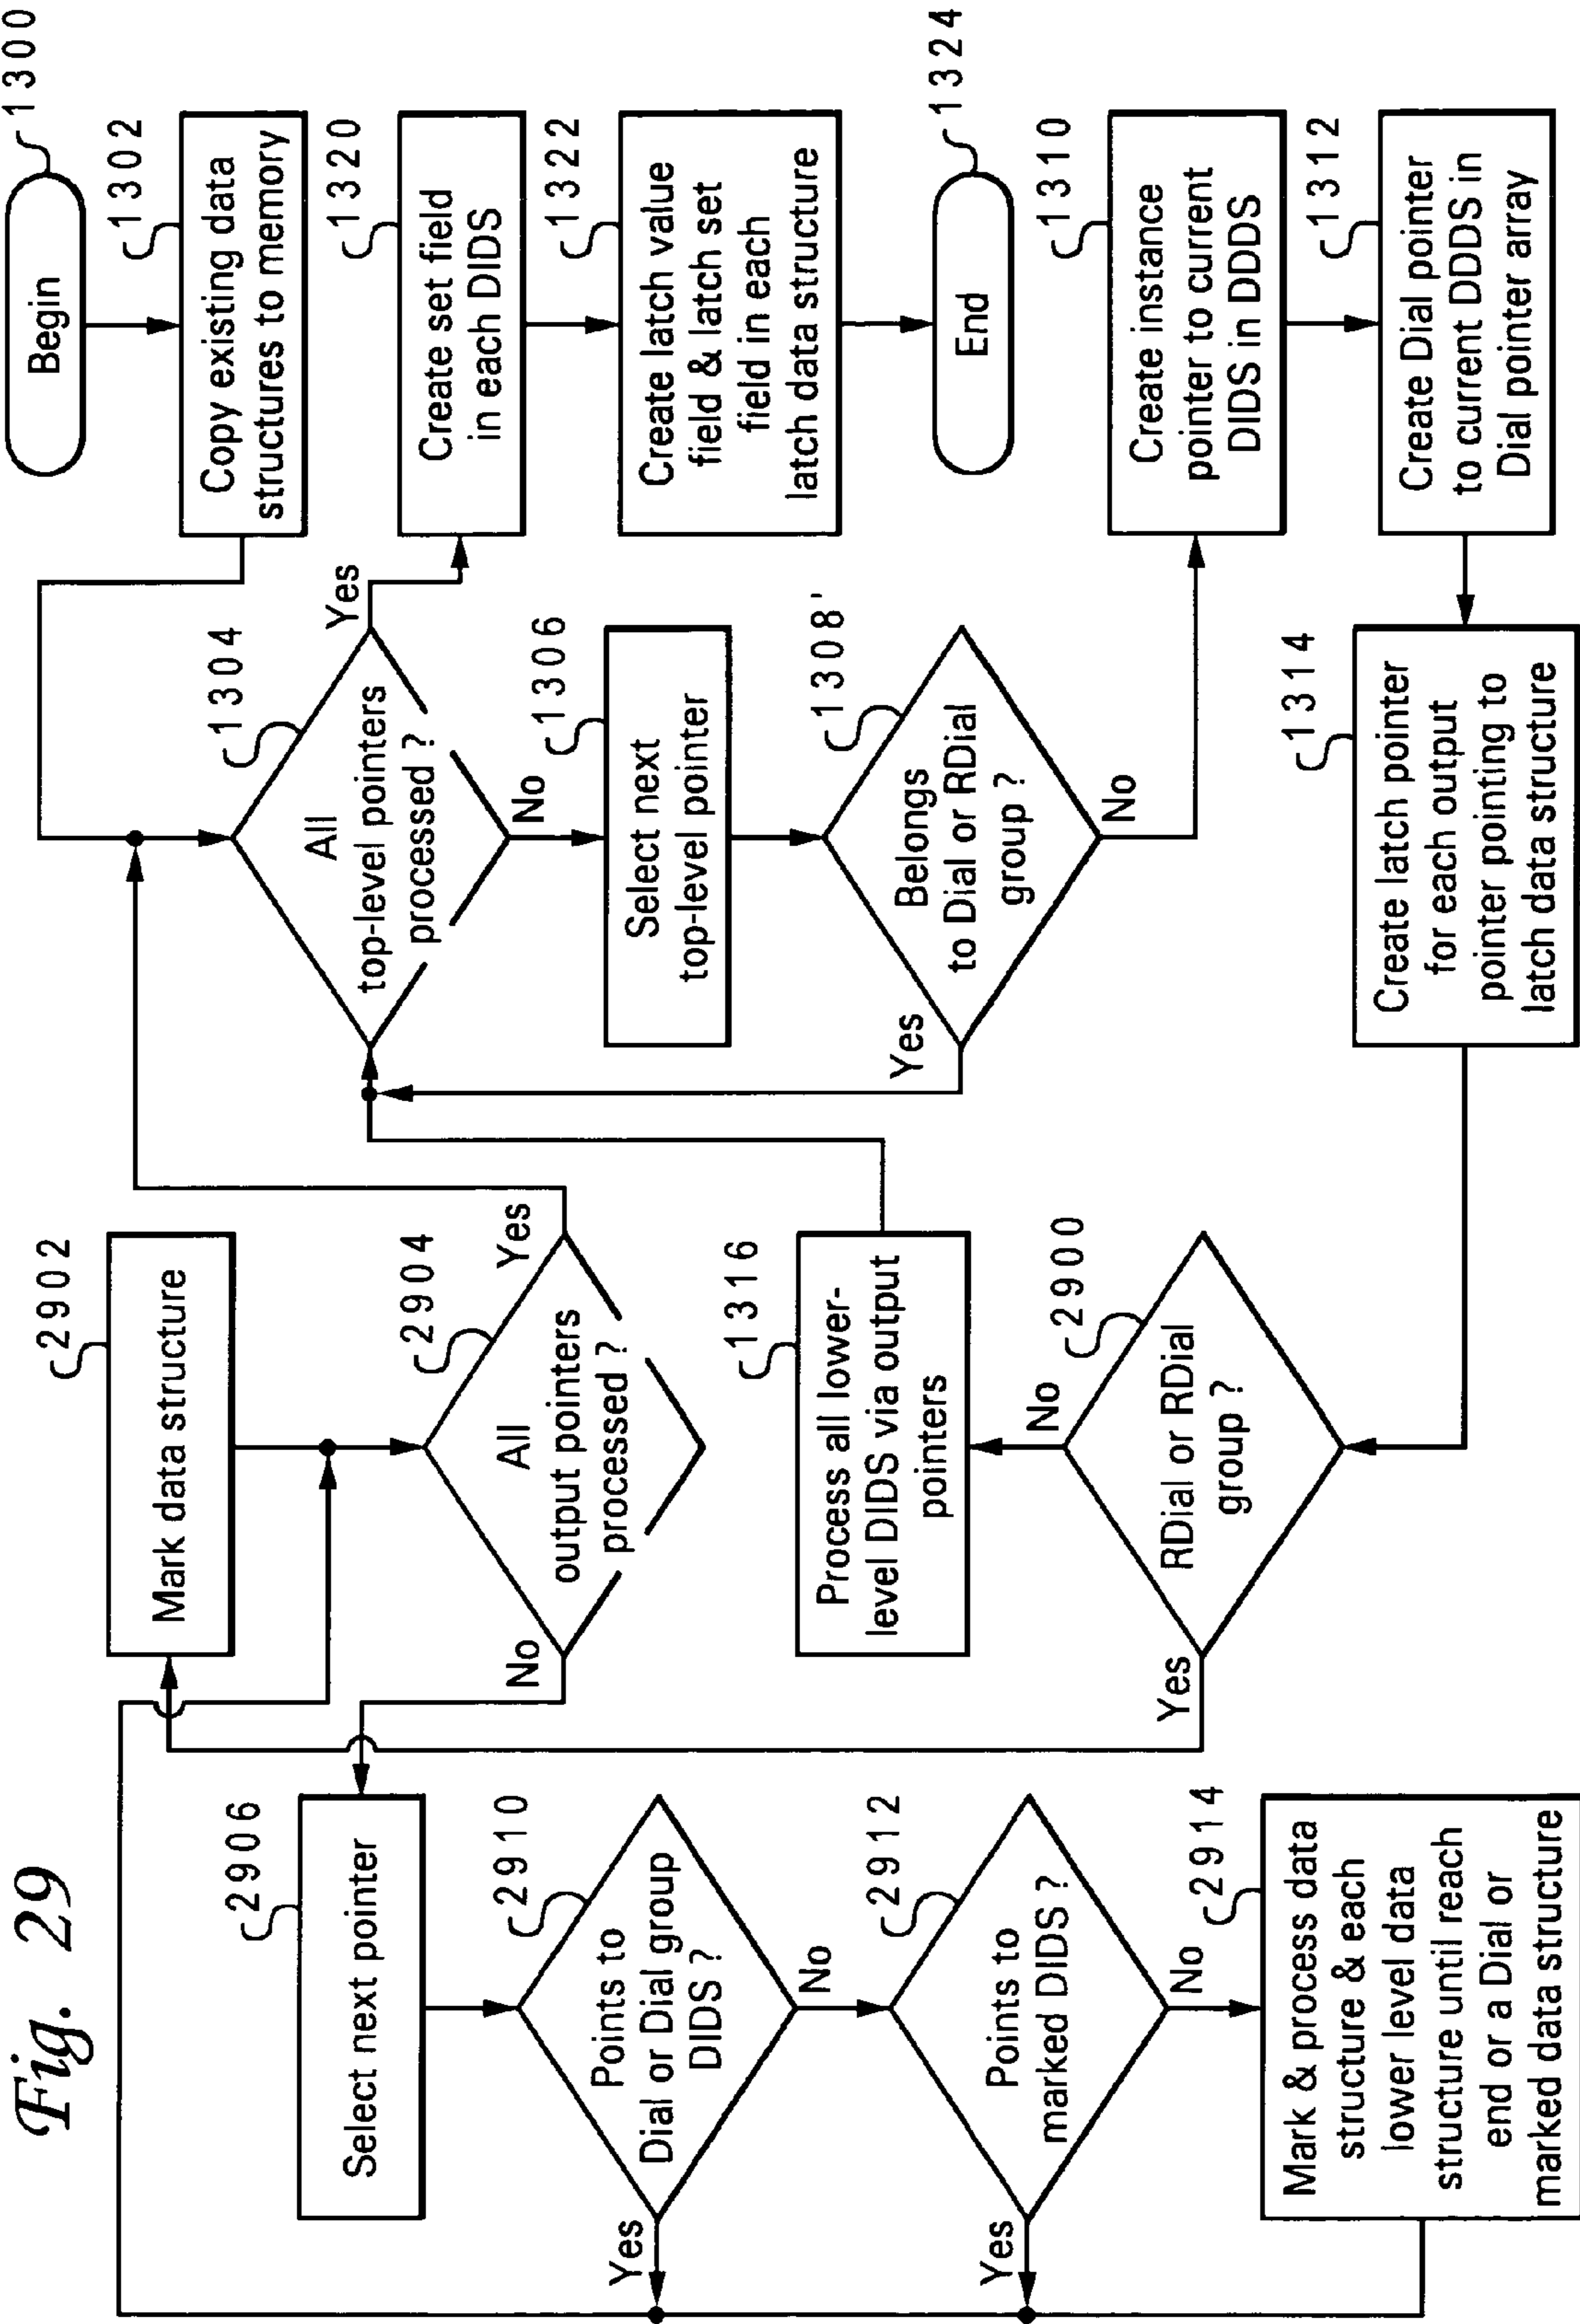 Fig. 29
Begin
1300
1302
Copy existing data
structures to memory
1304
All
top-level pointers
processed ?
Yes
No
1320
Create set field
in each DIDS
1322
Create latch value
field & latch set
field in each
latch data structure
End
1324
1306
Select next
top-level pointer
1308'
Belongs
to Dial or RDial
group ?
Yes
No
1310
Create instance
pointer to current
DIDS in DDDS
1312
Create Dial pointer
to current DDDS in
Dial pointer array
1314
Create latch pointer
for each output
pointer pointing to
latch data structure
2900
RDial or RDial
group ?
No
Yes
1316
Process all lower-
level DIDS via output
pointers
2902
Mark data structure
2904
All
output pointers
processed ?
Yes
No
2906
Select next pointer
2910
Points to
Dial or Dial group
DIDS ?
Yes
No
2912
Points to
marked DIDS ?
Yes
No
2914
Mark & process data
structure & each
lower level data
structure until reach
end or a Dial or
marked data structure